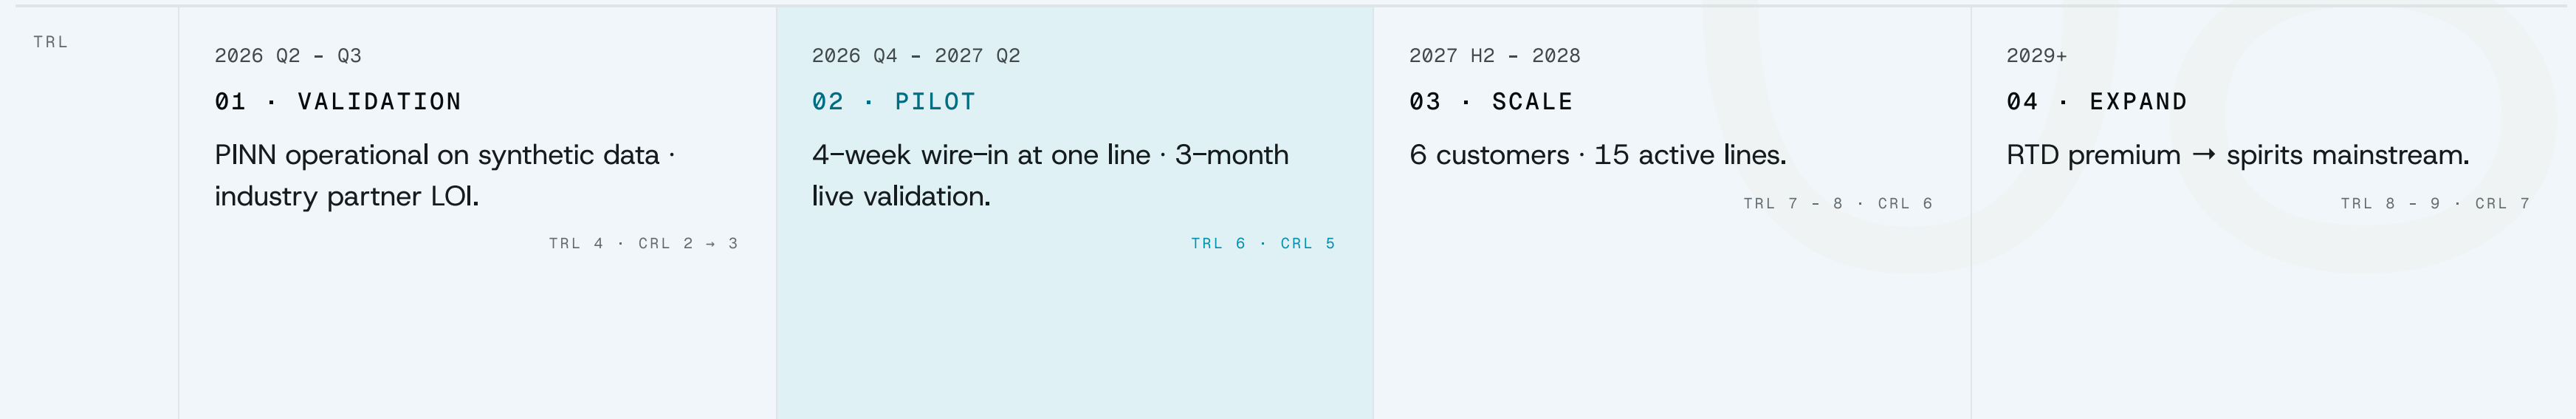 TRL
2026 Q2 – Q3
01 · VALIDATION
PINN operational on synthetic data ·
industry partner LOI.
TRL 4 · CRL 2 → 3
2026 Q4 – 2027 Q2
02 · PILOT
4–week wire–in at one line · 3–month
live validation.
TRL 6 · CRL 5
2027 H2 – 2028
03 · SCALE
6 customers · 15 active lines.
TRL 7 – 8 · CRL 6
2029+
04 · EXPAND
RTD premium → spirits mainstream.
TRL 8 – 9 · CRL 7